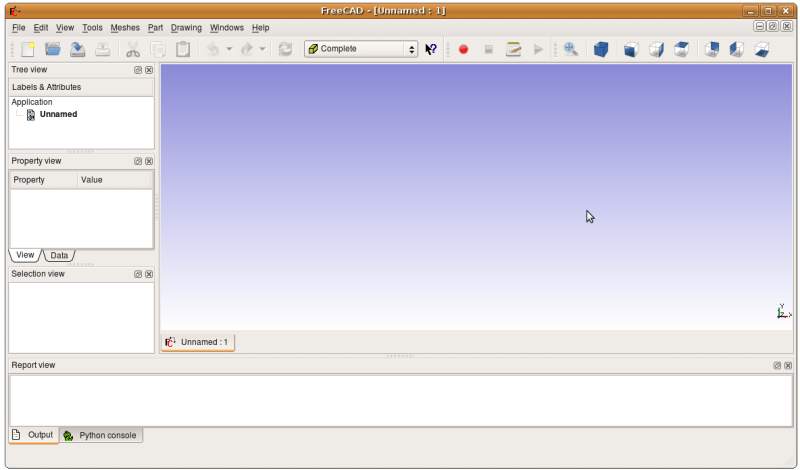 FreeCAD - [Unnamed : 1]
File Edit View Tools Meshes Part Drawing Windows Help
Complete
Tree view
Labels & Attributes
Application
Unnamed
Property view
Property Value
View Data
Selection view
Y
Z X
Unnamed : 1
Report view
Output Python console